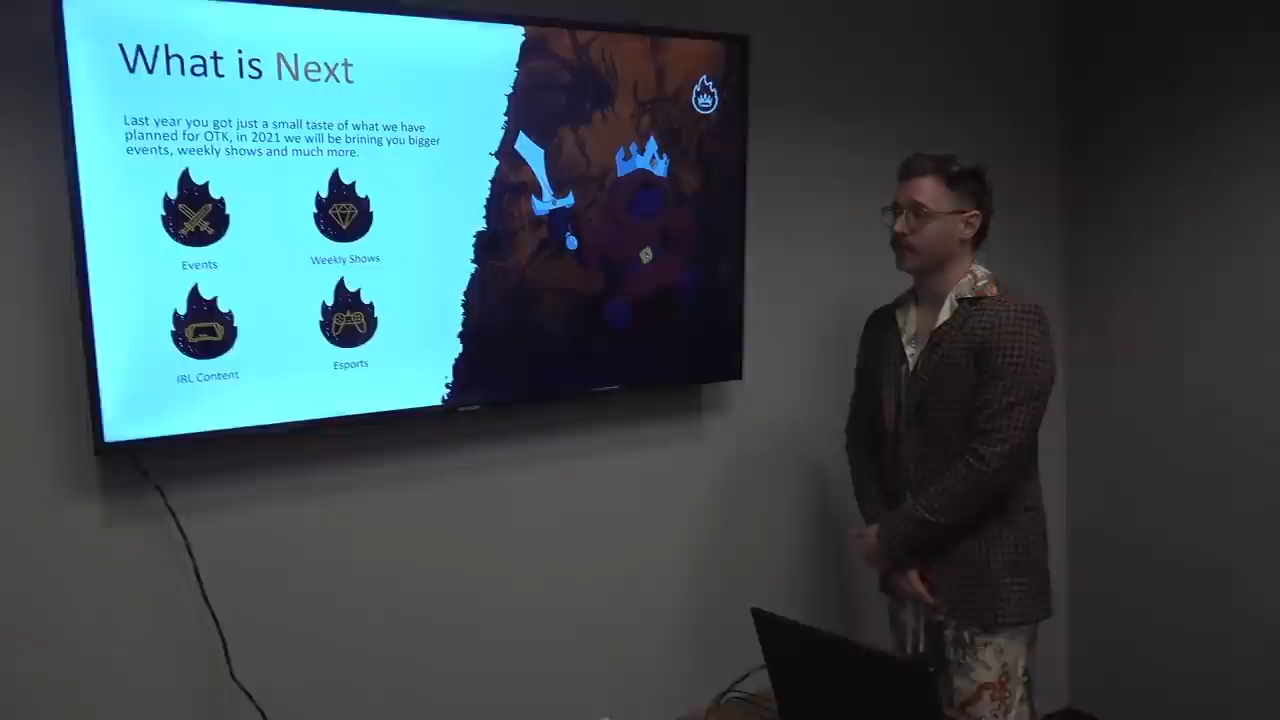 What is Next
Last year you got just a small taste of what we have
planned for OTK, in 2021 we will be brining you bigger
events, weekly shows and much more.
Events
Weekly Shows
IRL Content
Esports